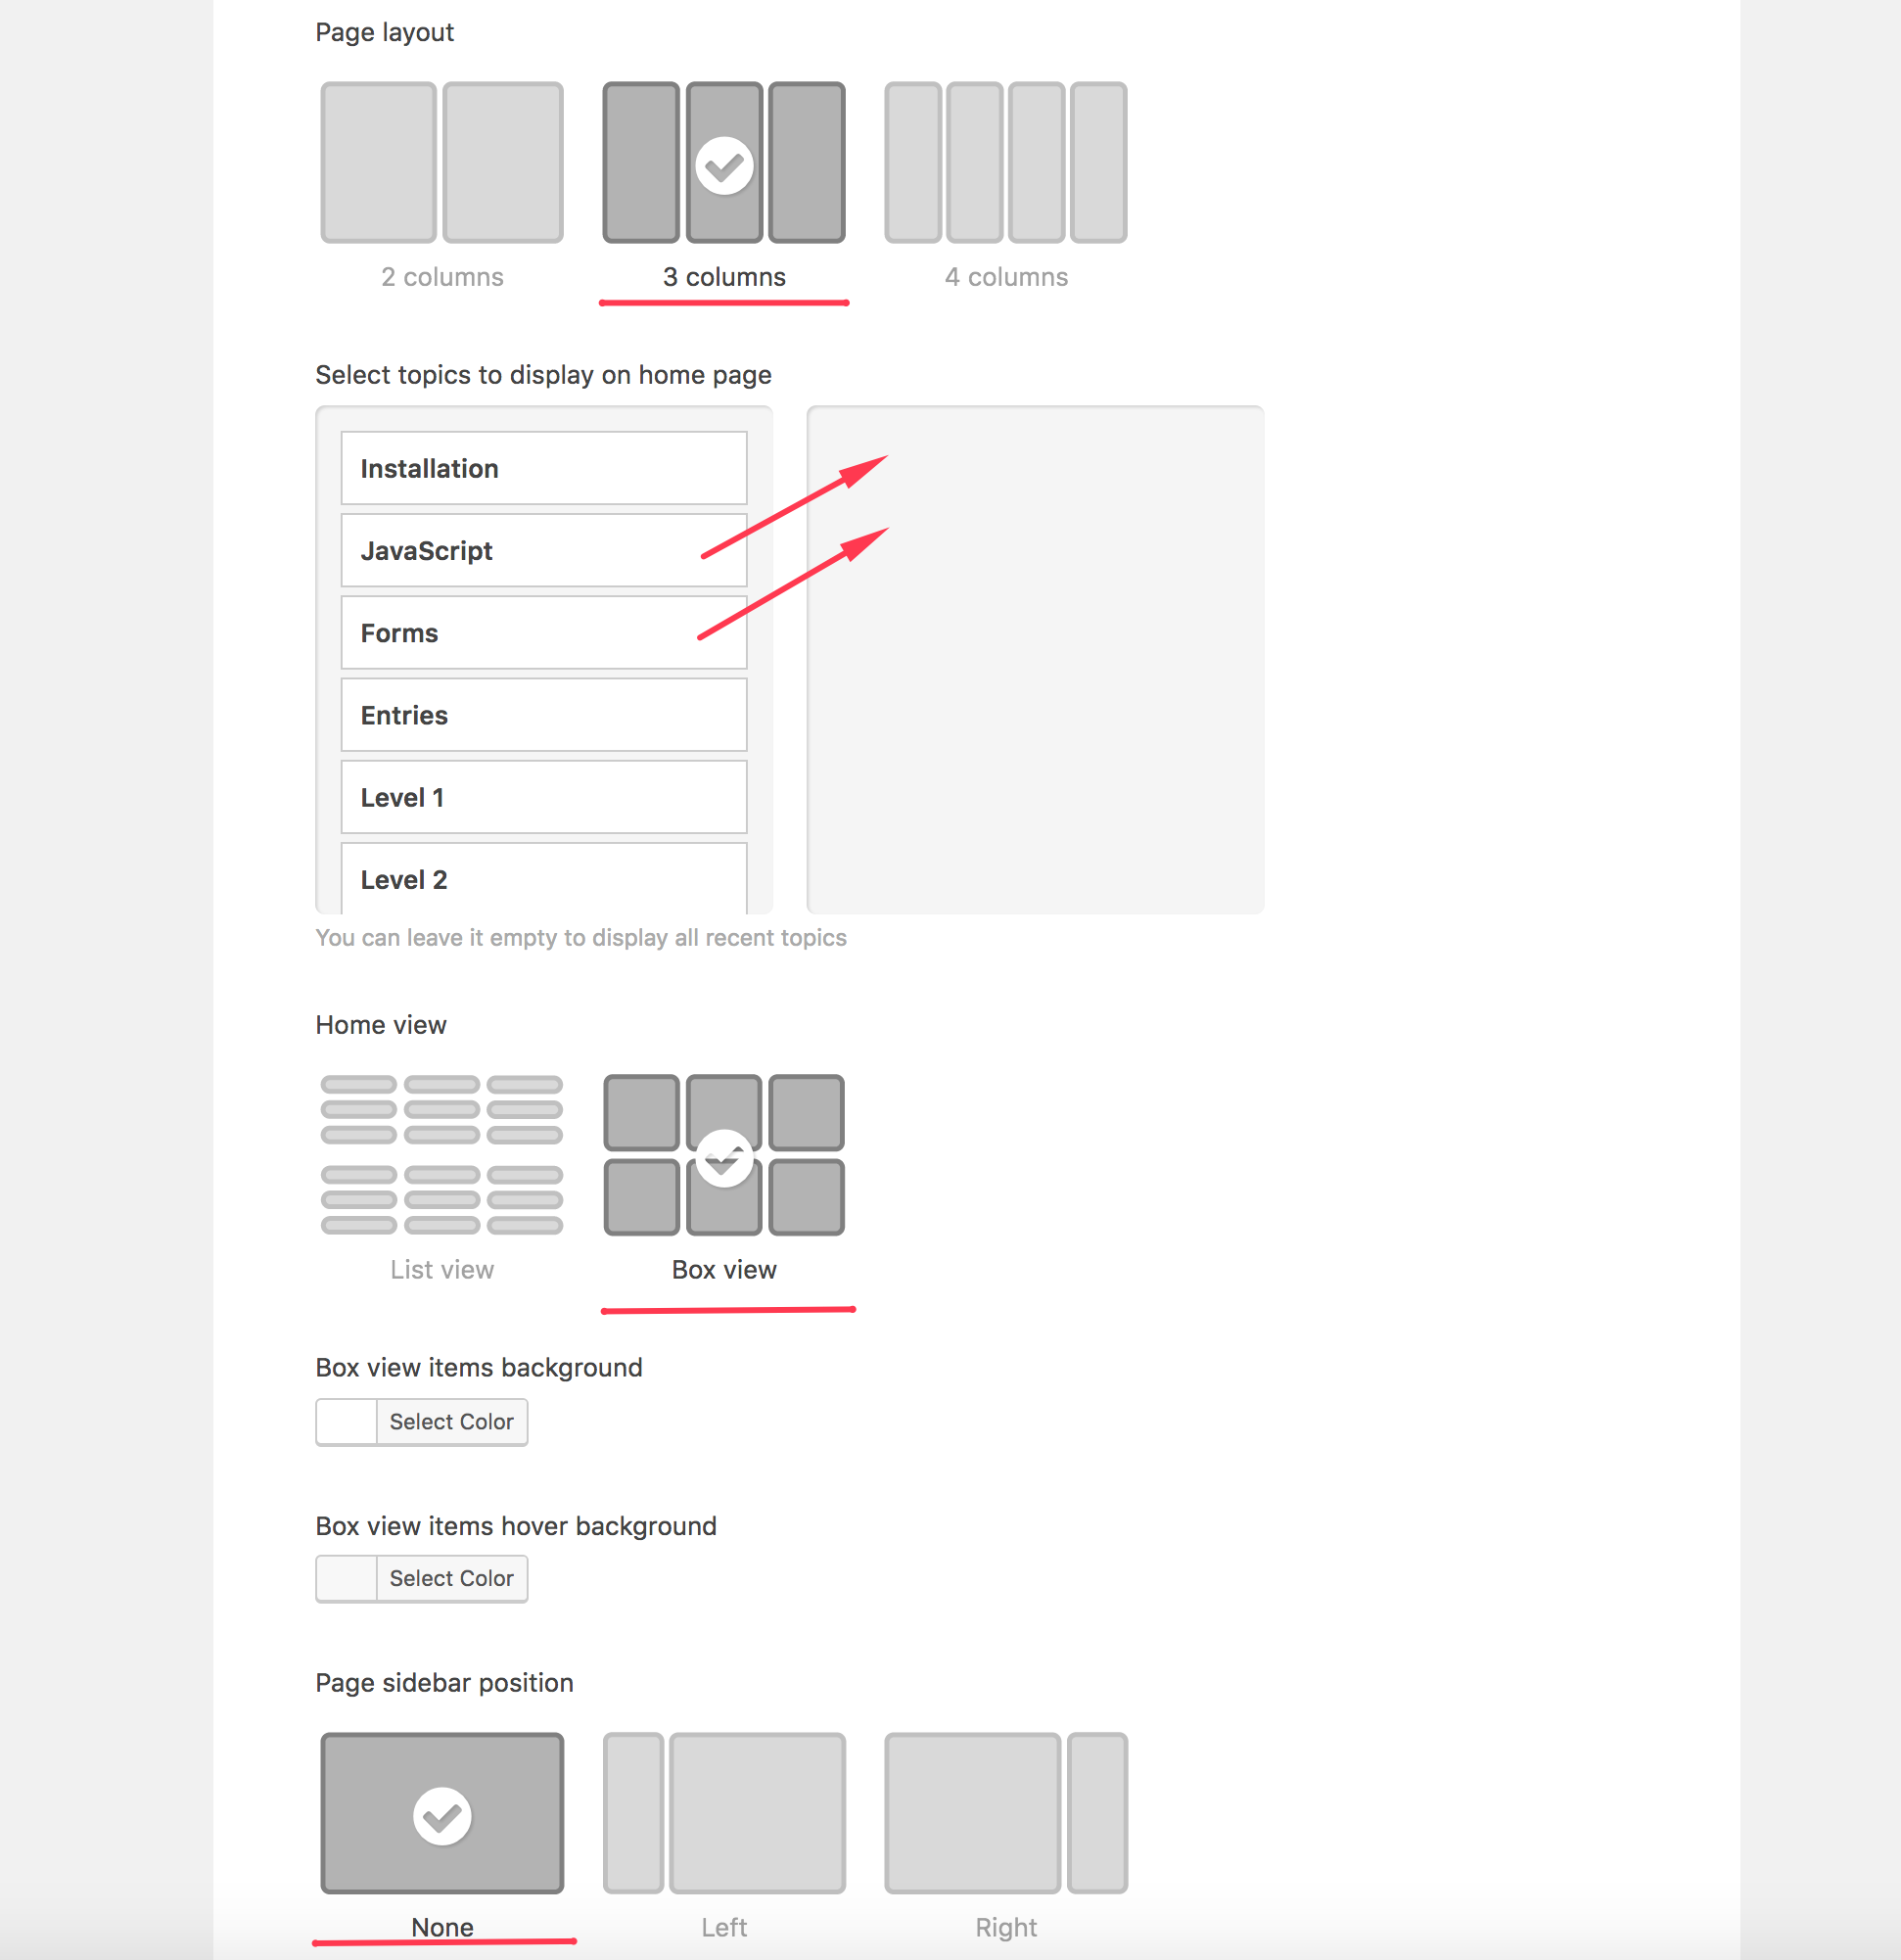 Page layout
2 columns
3 columns
4 columns
Select topics to display on home page
Installation
JavaScript
Forms
Entries
Level 1
Level 2
You can leave it empty to display all recent topics
Home view
List view
Box view
Box view items background
Select Color
Box view items hover background
Select Color
Page sidebar position
None
Left
Right